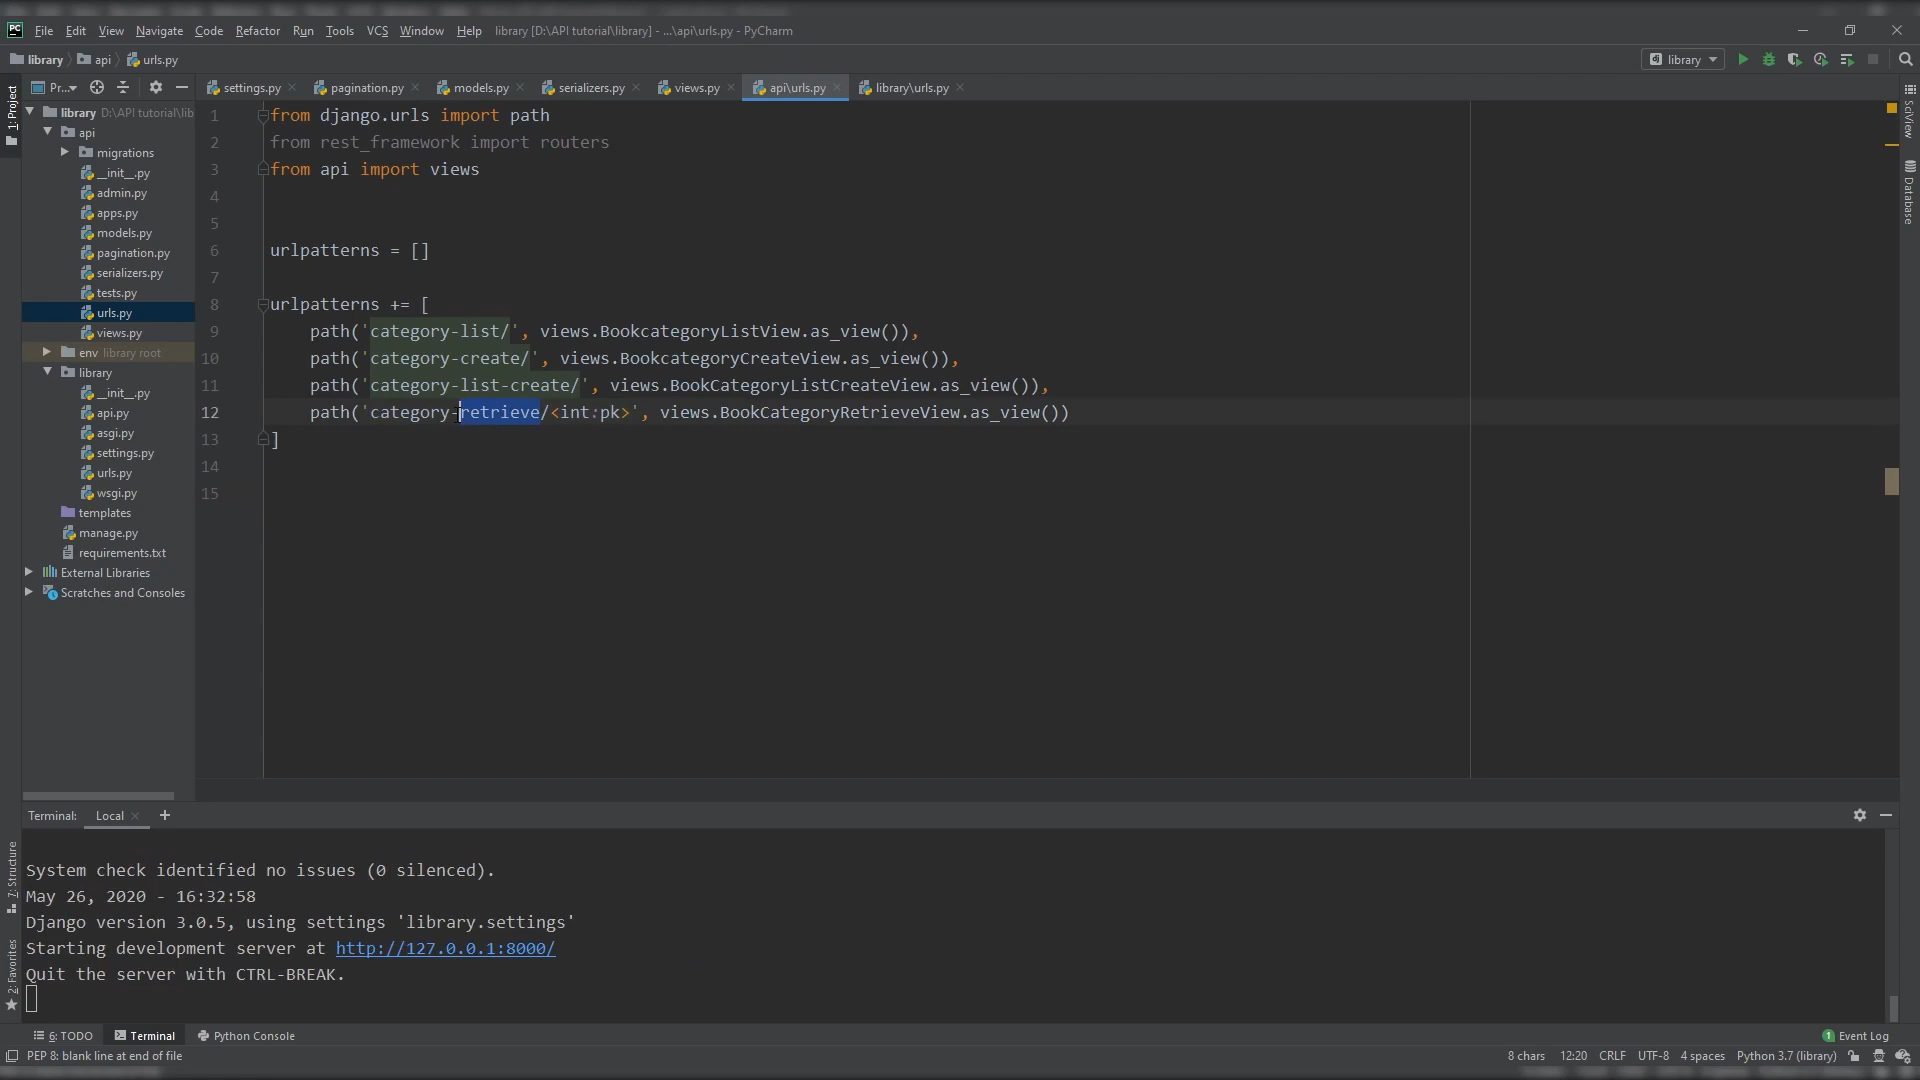 File Edit View Navigate Code Refactor Run Tools VCS Window Help library [D:\API tutorial\library] - ...\api\urls.py - PyCharm
library api urls.py library
1: Project
Pr... settings.py pagination.py models.py serializers.py views.py api\urls.py library\urls.py
library D:\API tutorial\lib
api
migrations
__init__.py
admin.py
apps.py
models.py
pagination.py
serializers.py
tests.py
urls.py
views.py
env library root
library
__init__.py
api.py
asgi.py
settings.py
urls.py
wsgi.py
templates
manage.py
requirements.txt
External Libraries
Scratches and Consoles
1 from django.urls import path
2 from rest_framework import routers
3 from api import views
4
5
6 urlpatterns = []
7
8 urlpatterns += [
9 path('category-list/', views.BookcategoryListView.as_view()),
10 path('category-create/', views.BookcategoryCreateView.as_view()),
11 path('category-list-create/', views.BookCategoryListCreateView.as_view()),
12 path('category-retrieve/<int:pk>', views.BookCategoryRetrieveView.as_view())
13 ]
14
15
SciView
Database
Terminal: Local
7: Structure
2: Favorites
System check identified no issues (0 silenced).
May 26, 2020 - 16:32:58
Django version 3.0.5, using settings 'library.settings'
Starting development server at http://127.0.0.1:8000/
Quit the server with CTRL-BREAK.
6: TODO Terminal Python Console 1 Event Log
PEP 8: blank line at end of file 8 chars 12:20 CRLF UTF-8 4 spaces Python 3.7 (library)